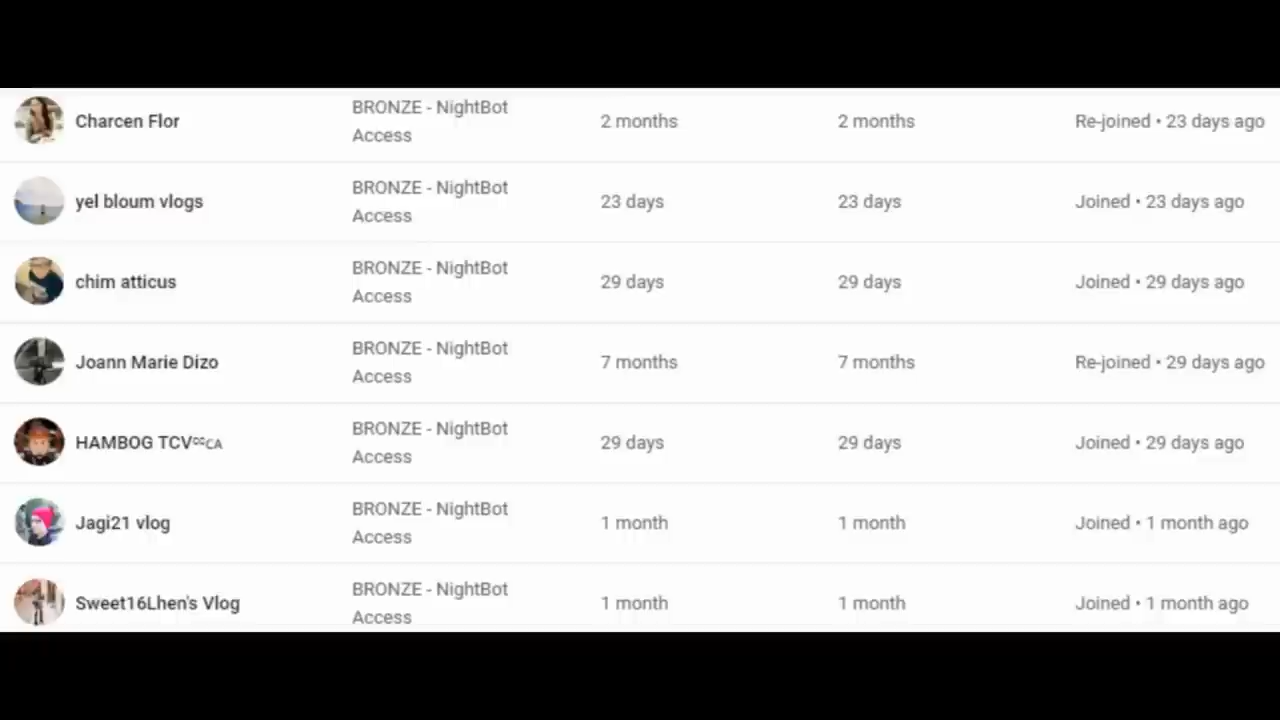 Charcen Flor BRONZE - NightBot Access 2 months 2 months Re-joined • 23 days ago
yel bloum vlogs BRONZE - NightBot Access 23 days 23 days Joined • 23 days ago
chim atticus BRONZE - NightBot Access 29 days 29 days Joined • 29 days ago
Joann Marie Dizo BRONZE - NightBot Access 7 months 7 months Re-joined • 29 days ago
HAMBOG TCVᶜᶜCA BRONZE - NightBot Access 29 days 29 days Joined • 29 days ago
Jagi21 vlog BRONZE - NightBot Access 1 month 1 month Joined • 1 month ago
Sweet16Lhen's Vlog BRONZE - NightBot Access 1 month 1 month Joined • 1 month ago